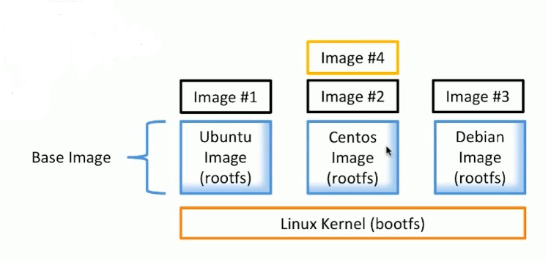 Image #4
Image #1
Image #2
Image #3
Base Image
Ubuntu
Image
(rootfs)
Centos
Image
(rootfs)
Debian
Image
(rootfs)
Linux Kernel (bootfs)